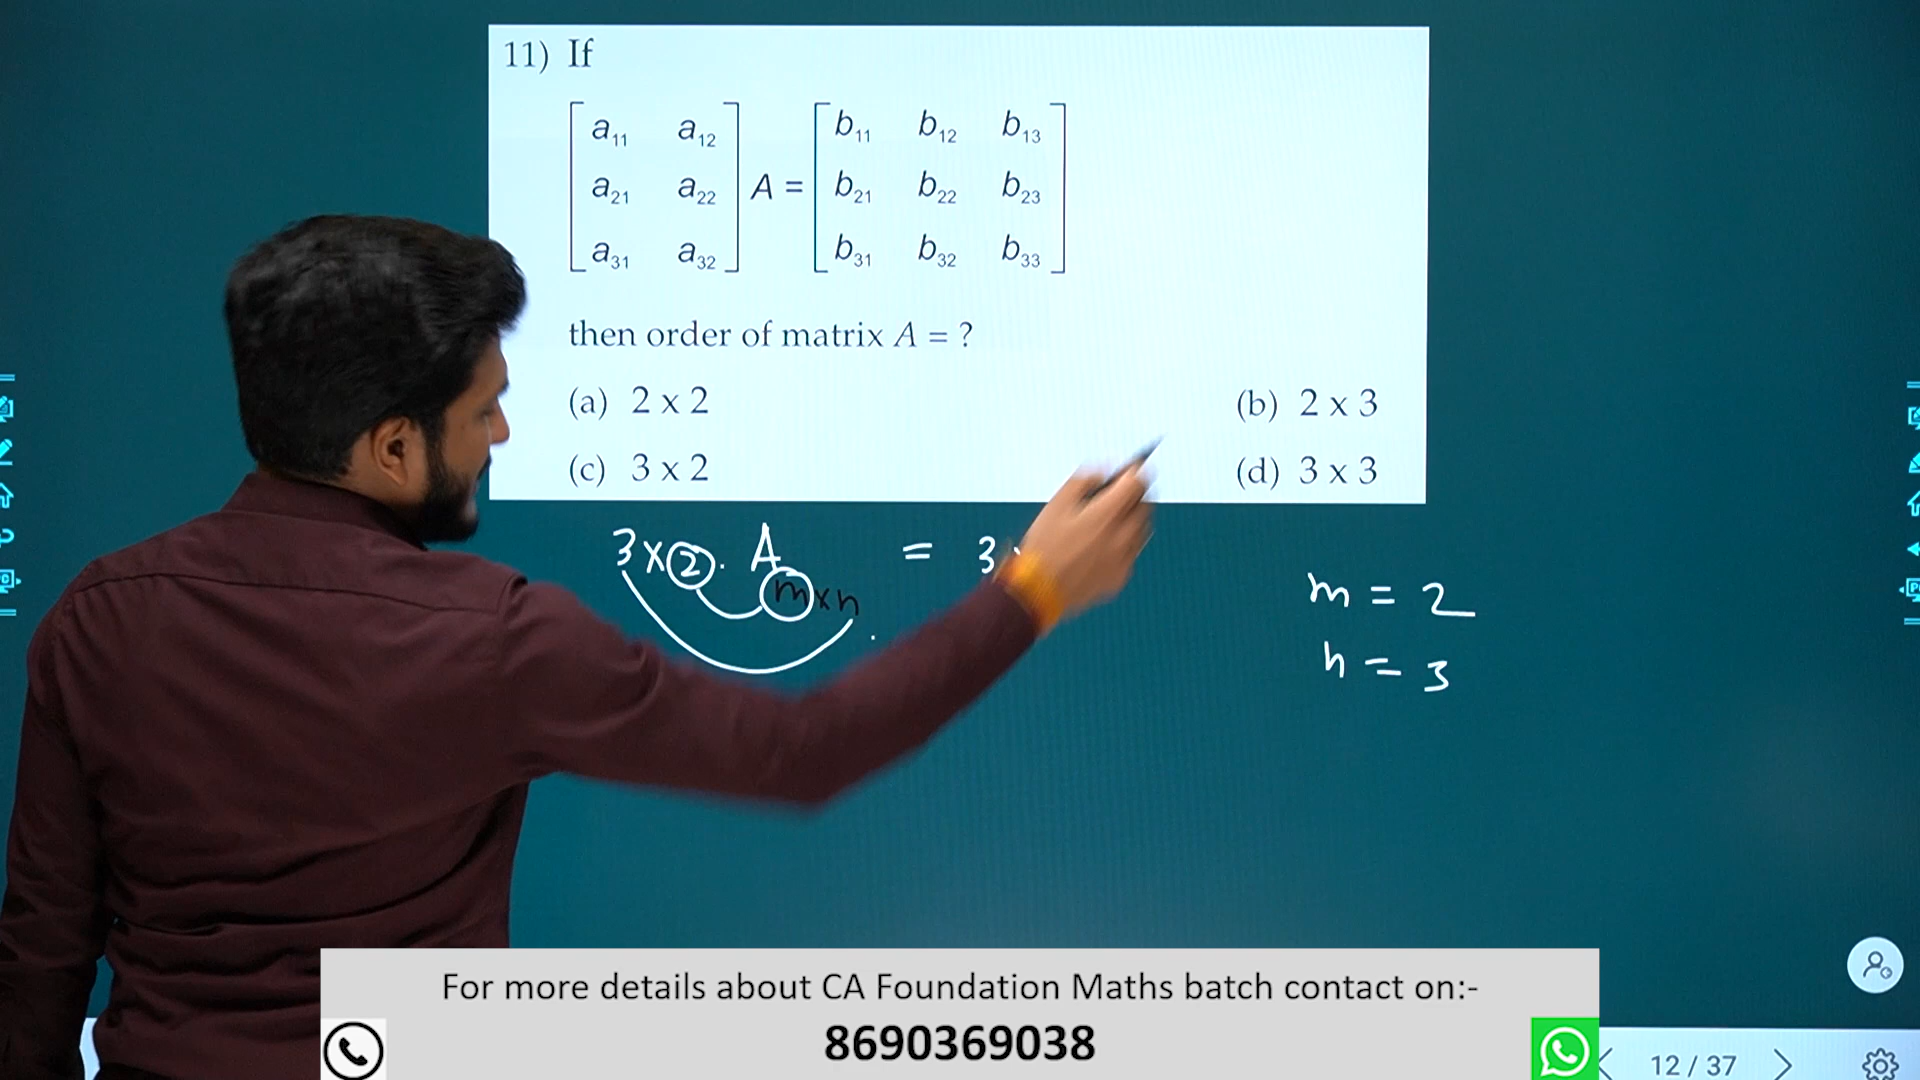 11) If
a11 a12 b11 b12 b13
a21 a22 A = b21 b22 b23
a31 a32 b31 b32 b33
then order of matrix A = ?
(a) 2 x 2 (b) 2 x 3
(c) 3 x 2 (d) 3 x 3
3 x 2 . A m x n = 3
m = 2
n = 3
For more details about CA Foundation Maths batch contact on:-
8690369038
12 / 37